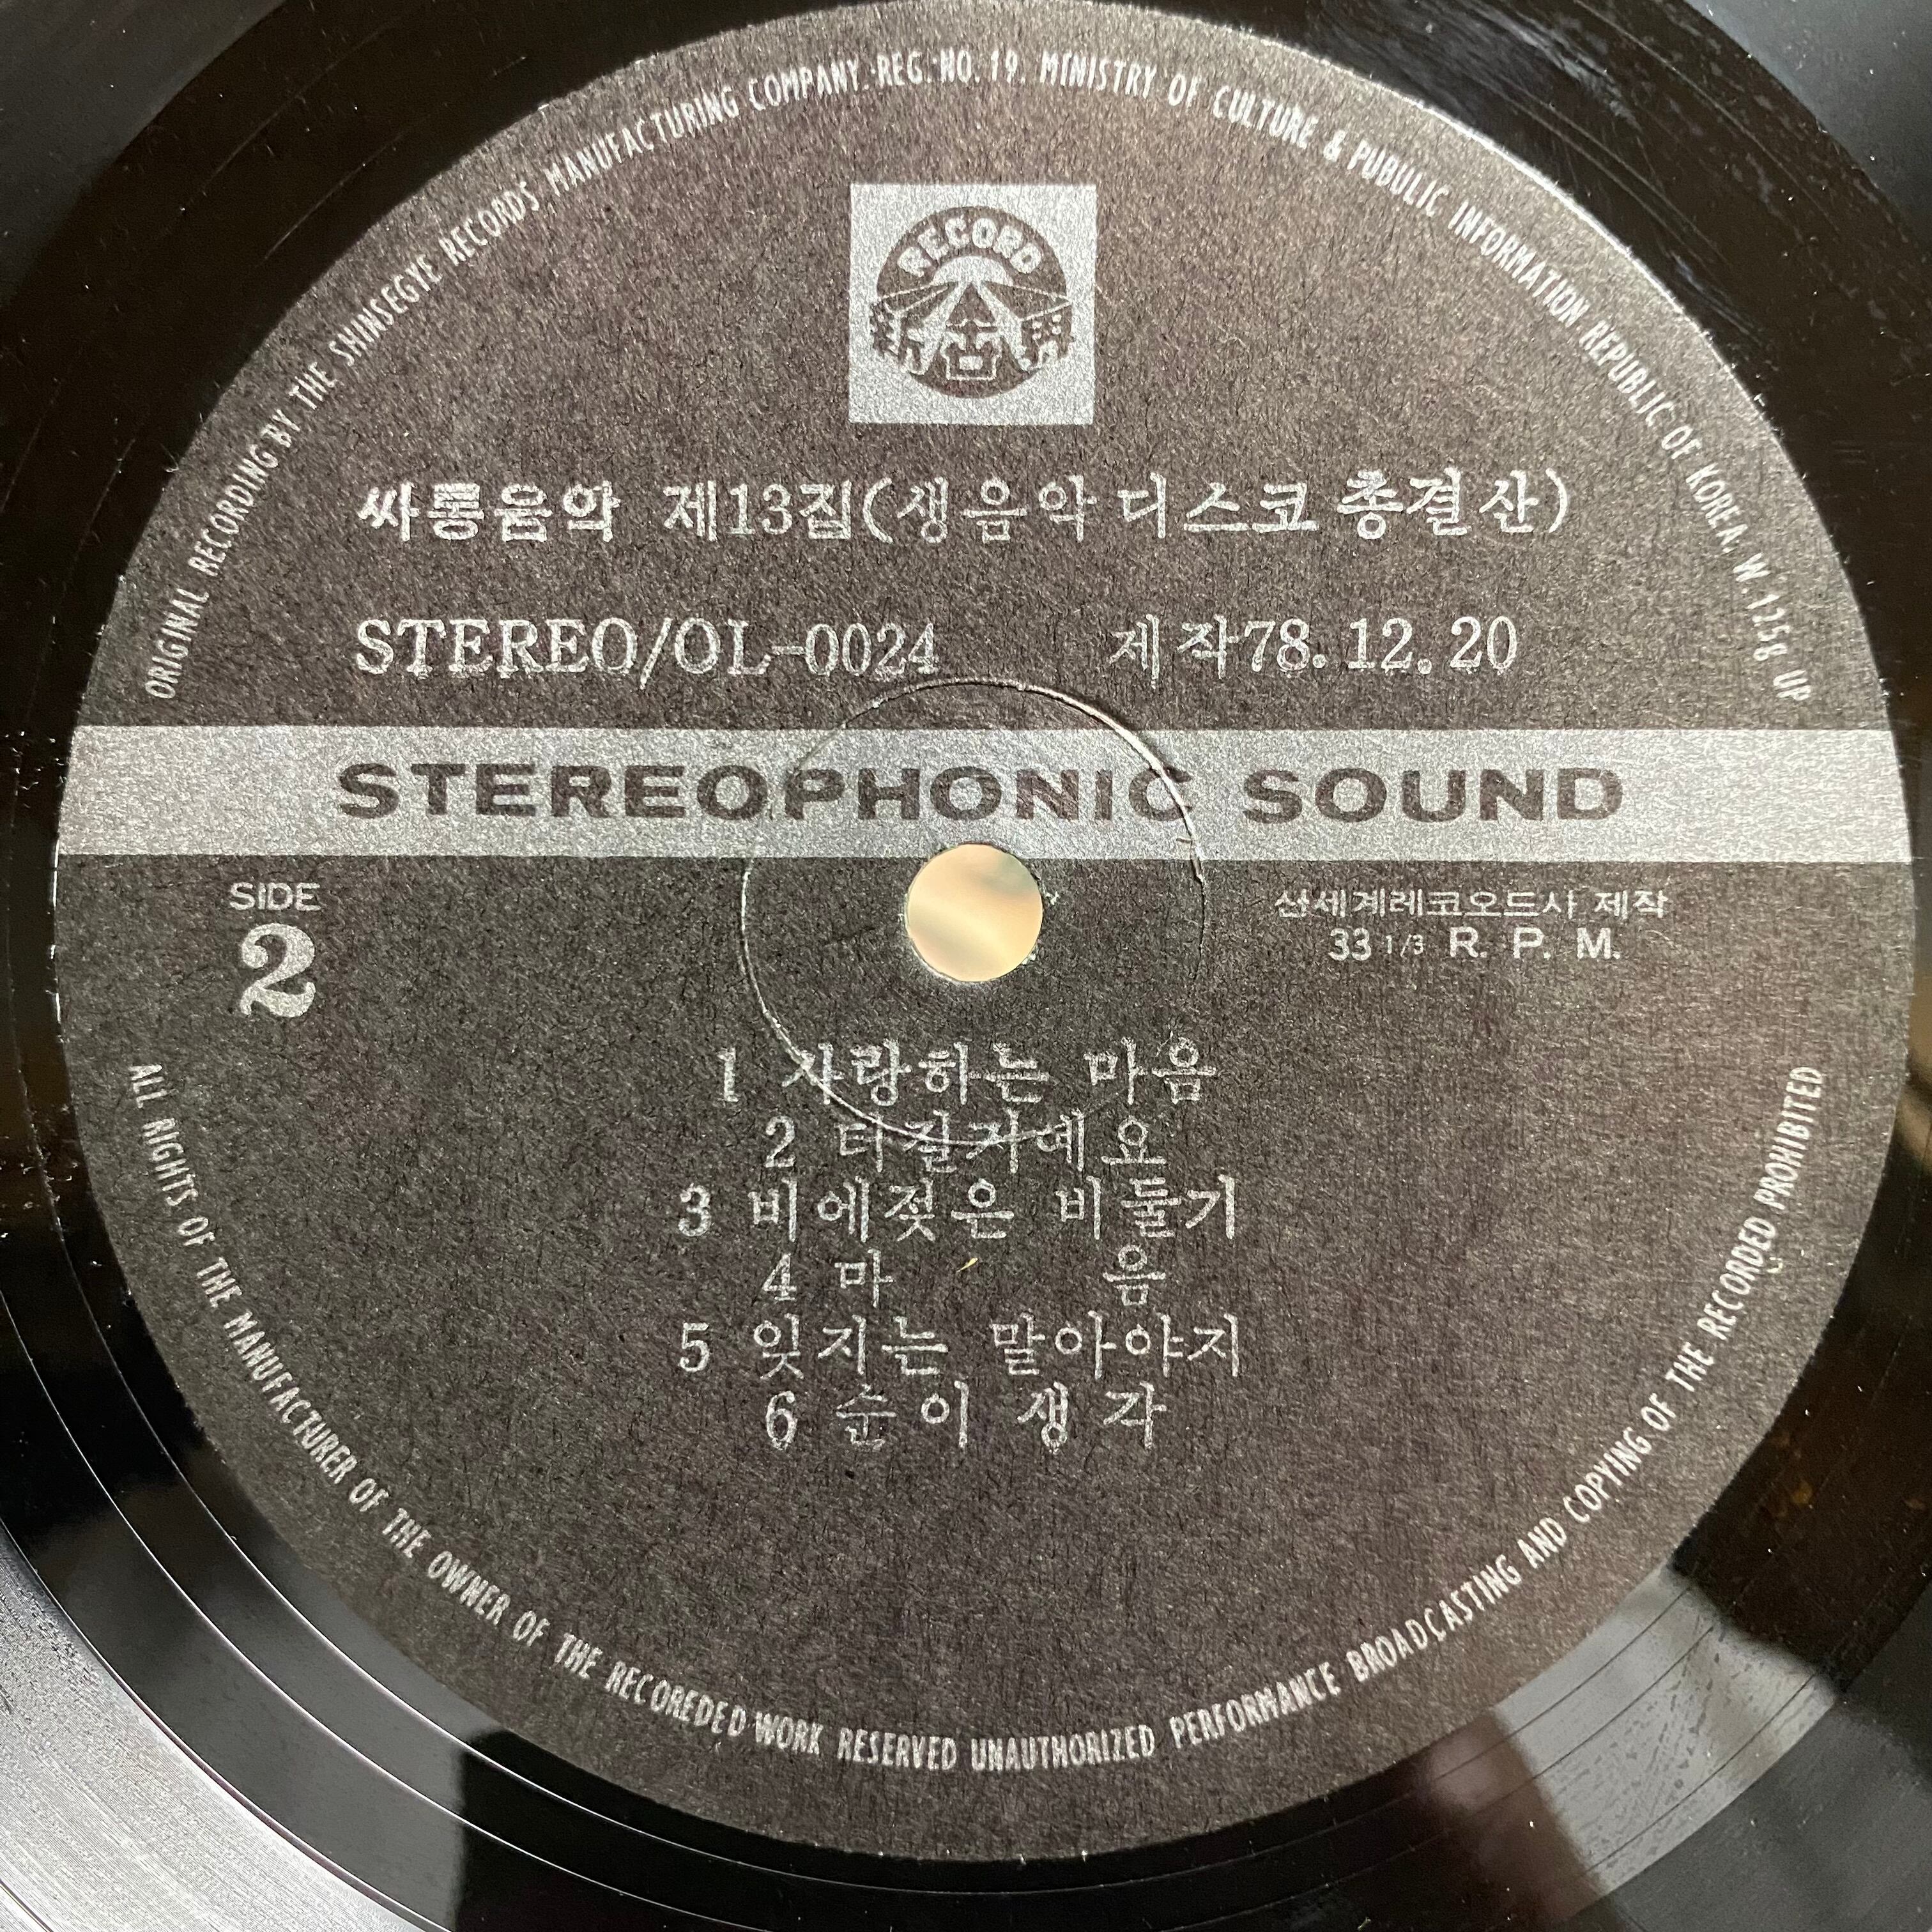 ORIGINAL RECORDING BY THE SHINSEGYE RECORDS MANUFACTURING COMPANY. REG. NO. 19. MINISTRY OF CULTURE & PUBULIC INFORMATION REPUBLIC OF KOREA. W. 125g UP
RECORD
싸롱음악 제13집(생음악 디스코 총결산)
STEREO/OL-0024 제작78.12.20
STEREOPHONIC SOUND
SIDE
2
신세계레코오드사 제작
33 1/3 R. P. M.
1 사랑하는 마음
2 터질거예요
3 비에젖은 비둘기
4 마 음
5 잊지는 말아야지
6 순이 생각
ALL RIGHTS OF THE MANUFACTURER OF THE OWNER OF THE RECOREDED WORK RESERVED UNAUTHORIZED PERFORMANCE BROADCASTING AND COPYING OF THE RECORDED PROHIBITED